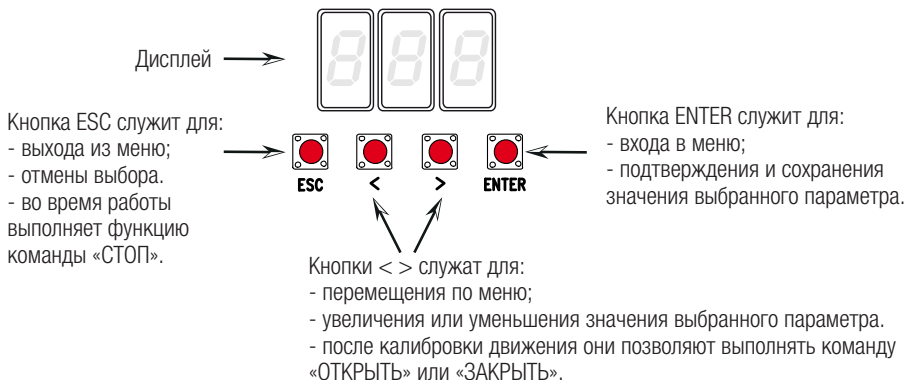 Дисплей
Кнопка ESC служит для:
- выхода из меню;
- отмены выбора.
- во время работы
выполняет функцию
команды «СТОП».
ESC
<
>
ENTER
Кнопка ENTER служит для:
- входа в меню;
- подтверждения и сохранения
значения выбранного параметра.
Кнопки < > служат для:
- перемещения по меню;
- увеличения или уменьшения значения выбранного параметра.
- после калибровки движения они позволяют выполнять команду
«ОТКРЫТЬ» или «ЗАКРЫТЬ».